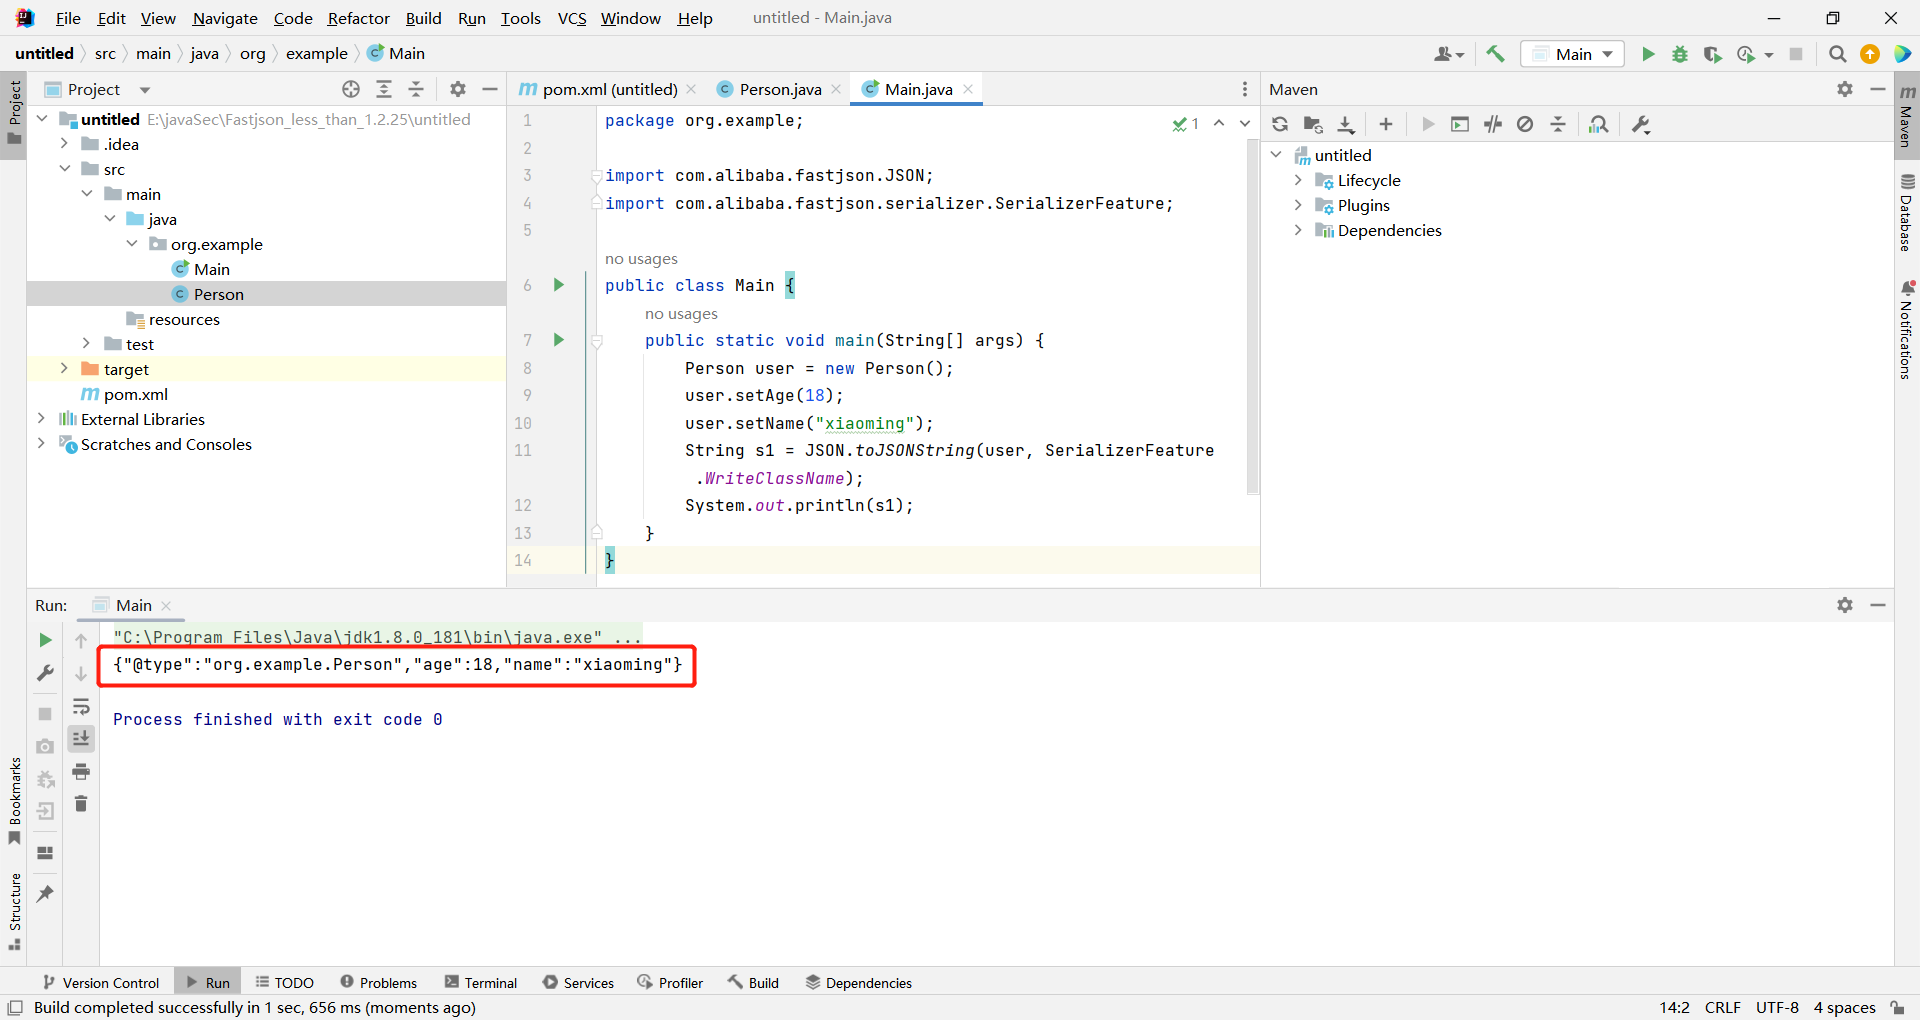 File Edit View Navigate Code Refactor Build Run Tools VCS Window Help untitled - Main.java
untitled src main java org example Main
Main
Project
pom.xml (untitled) Person.java Main.java
Maven
untitled E:\javaSec\Fastjson_less_than_1.2.25\untitled
.idea
src
main
java
org.example
Main
Person
resources
test
target
pom.xml
External Libraries
Scratches and Consoles
1 package org.example;
1
2
3 import com.alibaba.fastjson.JSON;
4 import com.alibaba.fastjson.serializer.SerializerFeature;
5
no usages
6 public class Main {
no usages
7 public static void main(String[] args) {
8 Person user = new Person();
9 user.setAge(18);
10 user.setName("xiaoming");
11 String s1 = JSON.toJSONString(user, SerializerFeature
.WriteClassName);
12 System.out.println(s1);
13 }
14 }
untitled
Lifecycle
Plugins
Dependencies
Project
Bookmarks
Structure
Maven
Database
Notifications
Run: Main
"C:\Program Files\Java\jdk1.8.0_181\bin\java.exe" ...
{"@type":"org.example.Person","age":18,"name":"xiaoming"}
Process finished with exit code 0
Version Control Run TODO Problems Terminal Services Profiler Build Dependencies
Build completed successfully in 1 sec, 656 ms (moments ago)
14:2 CRLF UTF-8 4 spaces